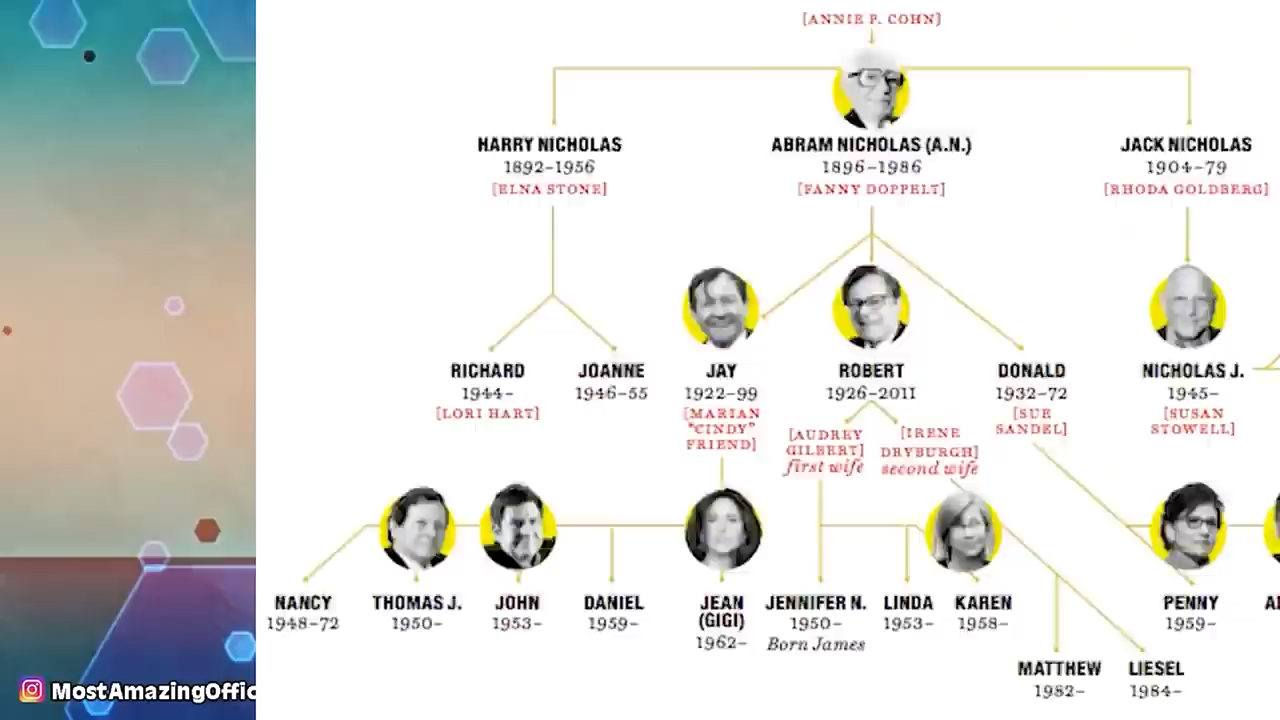 [ANNIE P. COHN]
HARRY NICHOLAS
1892–1956
[ELNA STONE]
ABRAM NICHOLAS (A.N.)
1896–1986
[FANNY DOPPELT]
JACK NICHOLAS
1904–79
[RHODA GOLDBERG]
RICHARD
1944–
[LORI HART]
JOANNE
1946–55
JAY
1922–99
[MARIAN
"CINDY"
FRIEND]
ROBERT
1926–2011
[AUDREY
GILBERT]
first wife
[IRENE
DRYBURGH]
second wife
DONALD
1932–72
[SUE
SANDEL]
NICHOLAS J.
1945–
[SUSAN
STOWELL]
NANCY
1948–72
THOMAS J.
1950–
JOHN
1953–
DANIEL
1959–
JEAN
(GIGI)
1962–
JENNIFER N.
1950–
Born James
LINDA
1953–
KAREN
1958–
PENNY
1959–
MATTHEW
1982–
LIESEL
1984–
MostAmazingOffic